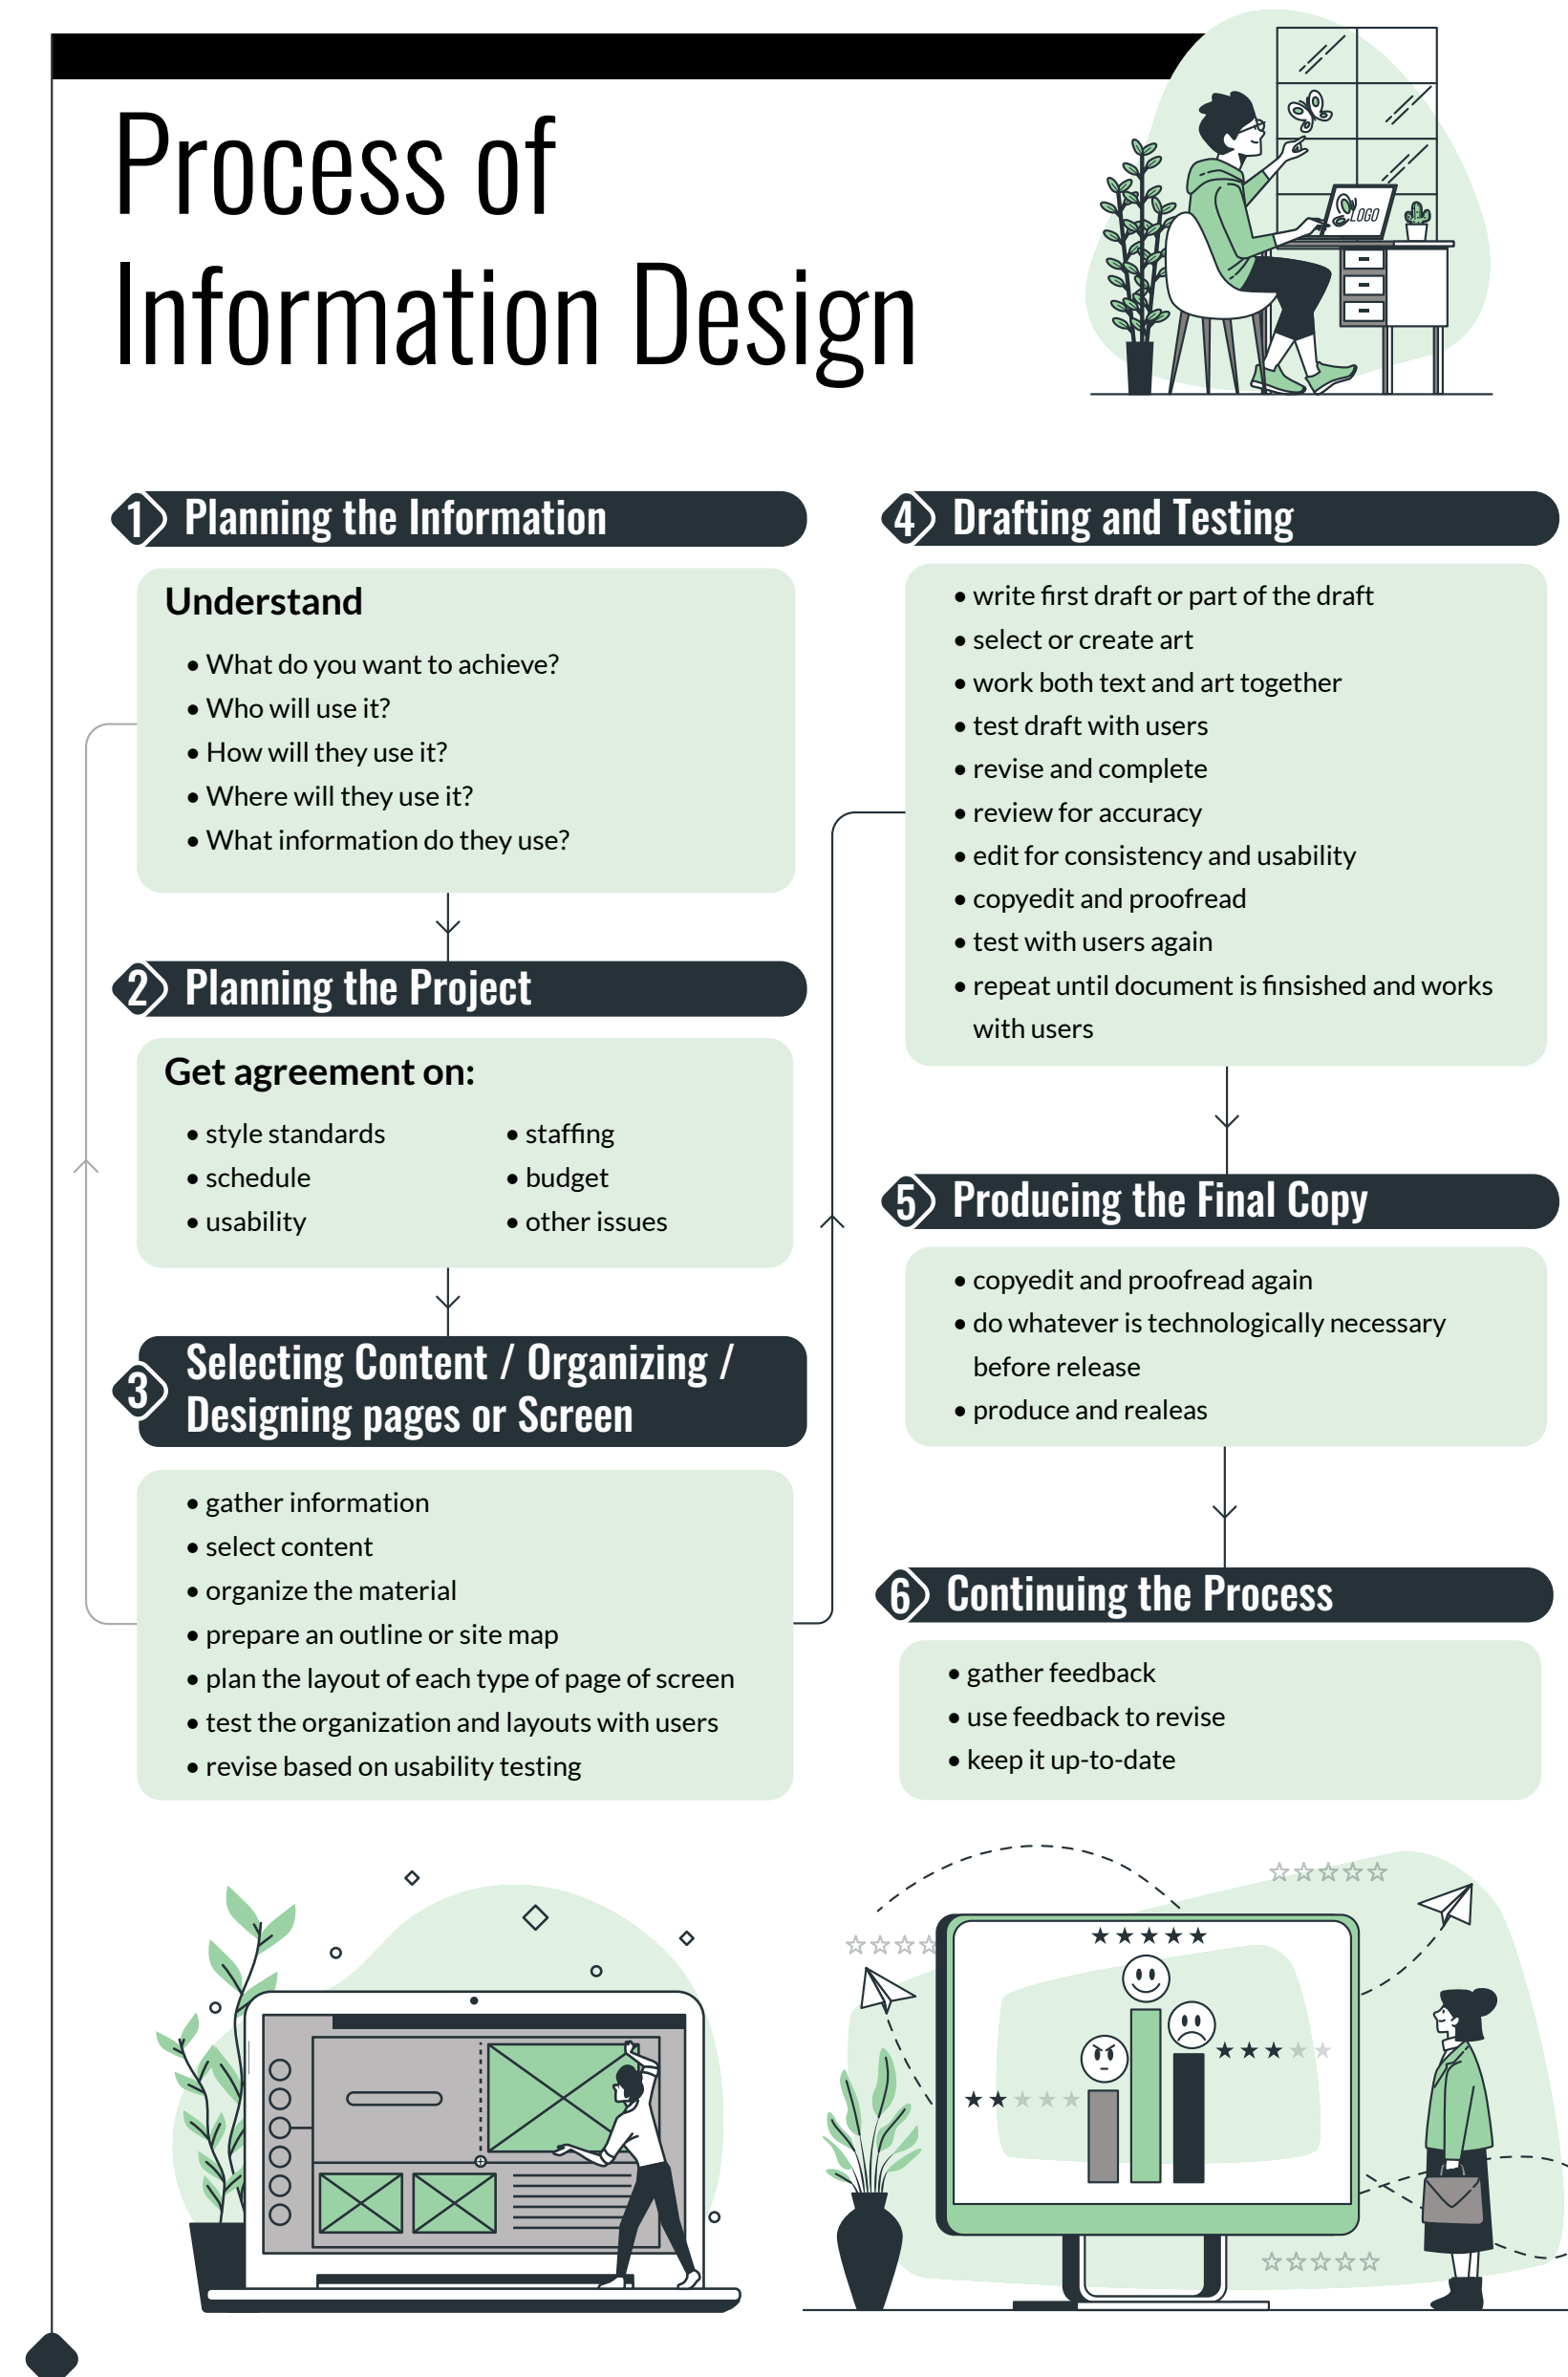 Process of
Information Design
LOGO
1 Planning the Information
Understand
• What do you want to achieve?
• Who will use it?
• How will they use it?
• Where will they use it?
• What information do they use?
2 Planning the Project
Get agreement on:
• style standards
• schedule
• usability
• staffing
• budget
• other issues
3 Selecting Content / Organizing /
Designing pages or Screen
• gather information
• select content
• organize the material
• prepare an outline or site map
• plan the layout of each type of page of screen
• test the organization and layouts with users
• revise based on usability testing
4 Drafting and Testing
• write first draft or part of the draft
• select or create art
• work both text and art together
• test draft with users
• revise and complete
• review for accuracy
• edit for consistency and usability
• copyedit and proofread
• test with users again
• repeat until document is finsished and works
with users
5 Producing the Final Copy
• copyedit and proofread again
• do whatever is technologically necessary
before release
• produce and realeas
6 Continuing the Process
• gather feedback
• use feedback to revise
• keep it up-to-date